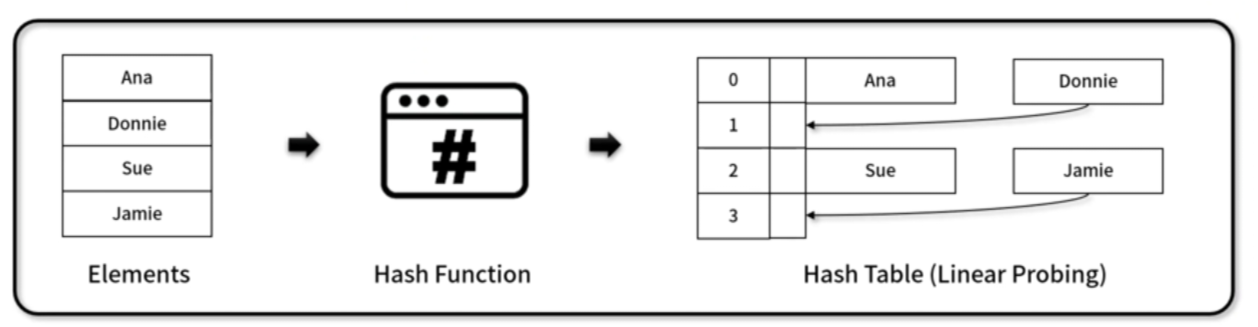 Ana
Donnie
Sue
Jamie
Elements
#
Hash Function
0 Ana Donnie
1
2 Sue Jamie
3
Hash Table (Linear Probing)